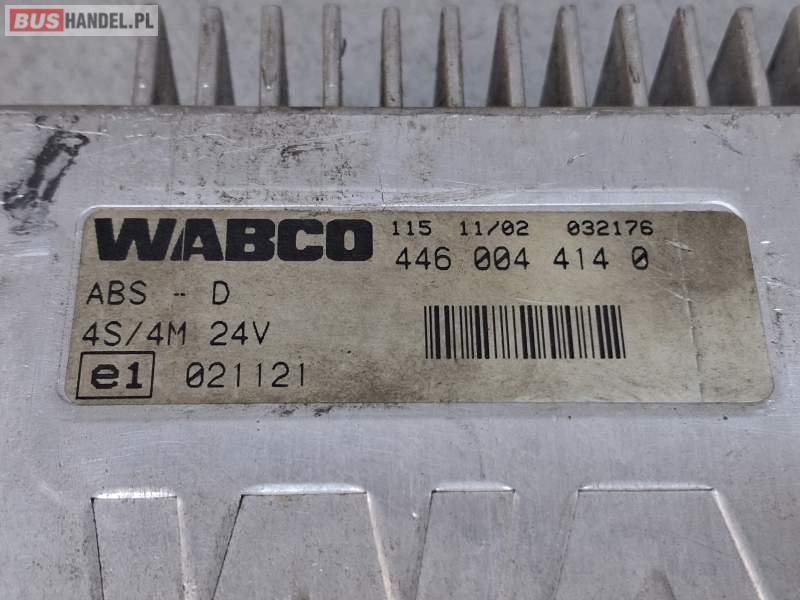 BUSHANDEL.PL
WABCO 115 11/02 032176
446 004 414 0
ABS - D
4S/4M 24V
e1 021121